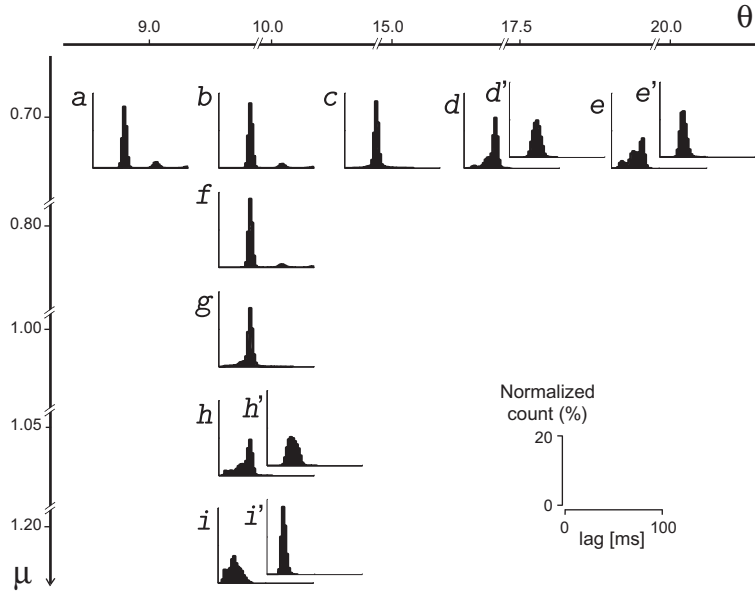 θ
9.0 10.0 15.0 17.5 20.0
a b c d d' e e'
0.70
f
0.80
g
1.00
Normalized
count (%)
h h'
1.05
20
0
i i'
1.20
0 100
lag [ms]
μ